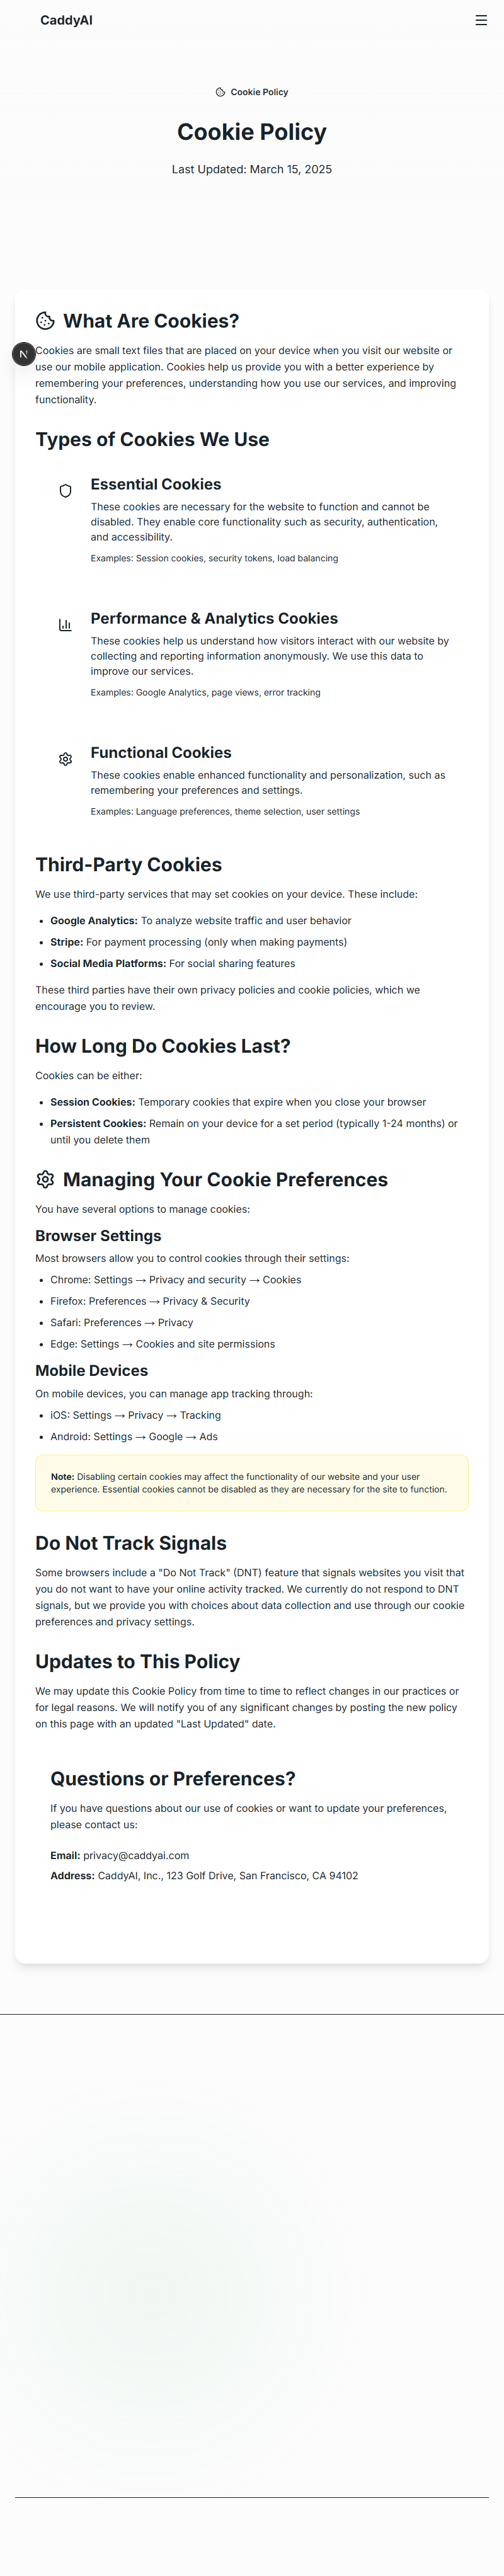 CaddyAI
Cookie Policy
Cookie Policy
Last Updated: March 15, 2025
What Are Cookies?
N
Cookies are small text files that are placed on your device when you visit our website or
use our mobile application. Cookies help us provide you with a better experience by
remembering your preferences, understanding how you use our services, and improving
functionality.
Types of Cookies We Use
Essential Cookies
These cookies are necessary for the website to function and cannot be
disabled. They enable core functionality such as security, authentication,
and accessibility.
Examples: Session cookies, security tokens, load balancing
Performance & Analytics Cookies
These cookies help us understand how visitors interact with our website by
collecting and reporting information anonymously. We use this data to
improve our services.
Examples: Google Analytics, page views, error tracking
Functional Cookies
These cookies enable enhanced functionality and personalization, such as
remembering your preferences and settings.
Examples: Language preferences, theme selection, user settings
Third-Party Cookies
We use third-party services that may set cookies on your device. These include:
• Google Analytics: To analyze website traffic and user behavior
• Stripe: For payment processing (only when making payments)
• Social Media Platforms: For social sharing features
These third parties have their own privacy policies and cookie policies, which we
encourage you to review.
How Long Do Cookies Last?
Cookies can be either:
• Session Cookies: Temporary cookies that expire when you close your browser
• Persistent Cookies: Remain on your device for a set period (typically 1-24 months) or
until you delete them
Managing Your Cookie Preferences
You have several options to manage cookies:
Browser Settings
Most browsers allow you to control cookies through their settings:
• Chrome: Settings → Privacy and security → Cookies
• Firefox: Preferences → Privacy & Security
• Safari: Preferences → Privacy
• Edge: Settings → Cookies and site permissions
Mobile Devices
On mobile devices, you can manage app tracking through:
• iOS: Settings → Privacy → Tracking
• Android: Settings → Google → Ads
Note: Disabling certain cookies may affect the functionality of our website and your user
experience. Essential cookies cannot be disabled as they are necessary for the site to function.
Do Not Track Signals
Some browsers include a "Do Not Track" (DNT) feature that signals websites you visit that
you do not want to have your online activity tracked. We currently do not respond to DNT
signals, but we provide you with choices about data collection and use through our cookie
preferences and privacy settings.
Updates to This Policy
We may update this Cookie Policy from time to time to reflect changes in our practices or
for legal reasons. We will notify you of any significant changes by posting the new policy
on this page with an updated "Last Updated" date.
Questions or Preferences?
If you have questions about our use of cookies or want to update your preferences,
please contact us:
Email: privacy@caddyai.com
Address: CaddyAI, Inc., 123 Golf Drive, San Francisco, CA 94102